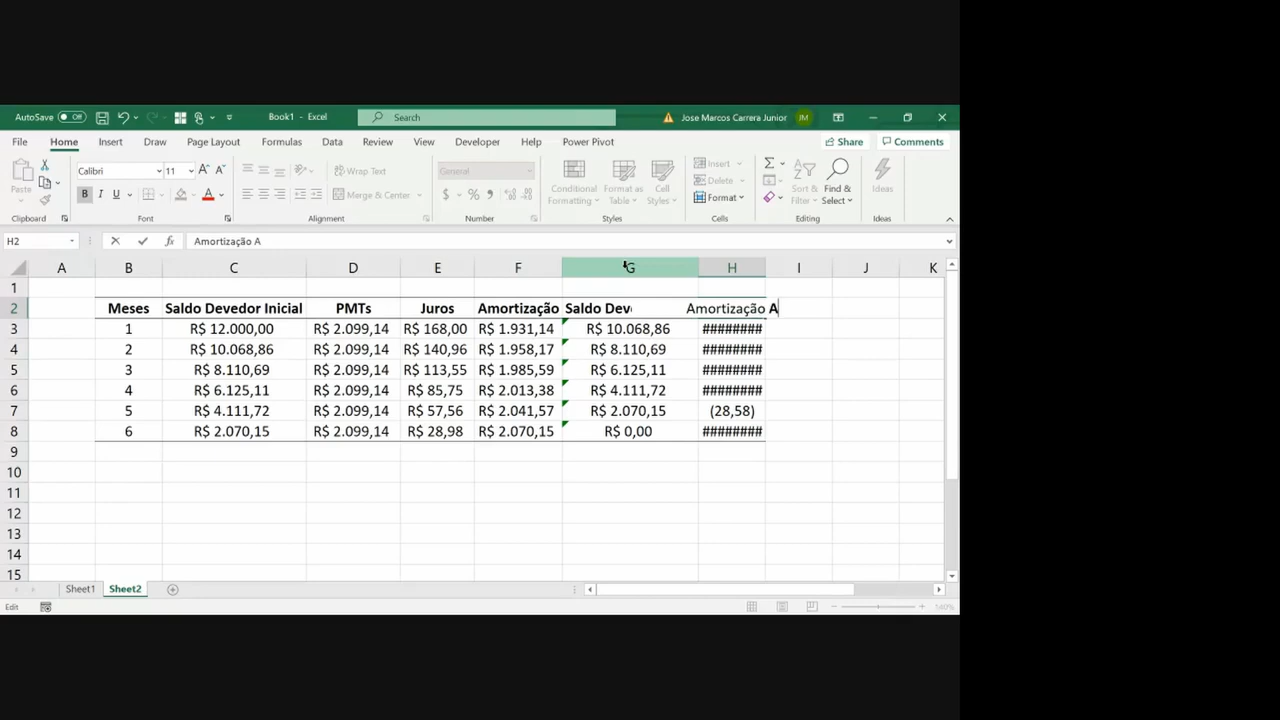 AutoSave Off Book1 - Excel Search Jose Marcos Carrera Junior JM
File Home Insert Draw Page Layout Formulas Data Review View Developer Help Power Pivot Share Comments
Paste Calibri 11 A A Wrap Text General Conditional Formatting Format as Table Cell Styles Insert Delete Format Sort & Filter Find & Select Ideas
B I U A Merge & Center $ % 9
Clipboard Font Alignment Number Styles Cells Editing Ideas
H2 fx Amortização A
A B C D E F G H I J K
1
2 Meses Saldo Devedor Inicial PMTs Juros Amortização Saldo Dev Amortização A
3 1 R$ 12.000,00 R$ 2.099,14 R$ 168,00 R$ 1.931,14 R$ 10.068,86 ########
4 2 R$ 10.068,86 R$ 2.099,14 R$ 140,96 R$ 1.958,17 R$ 8.110,69 ########
5 3 R$ 8.110,69 R$ 2.099,14 R$ 113,55 R$ 1.985,59 R$ 6.125,11 ########
6 4 R$ 6.125,11 R$ 2.099,14 R$ 85,75 R$ 2.013,38 R$ 4.111,72 ########
7 5 R$ 4.111,72 R$ 2.099,14 R$ 57,56 R$ 2.041,57 R$ 2.070,15 (28,58)
8 6 R$ 2.070,15 R$ 2.099,14 R$ 28,98 R$ 2.070,15 R$ 0,00 ########
9
10
11
12
13
14
15
Sheet1 Sheet2
Edit 140%